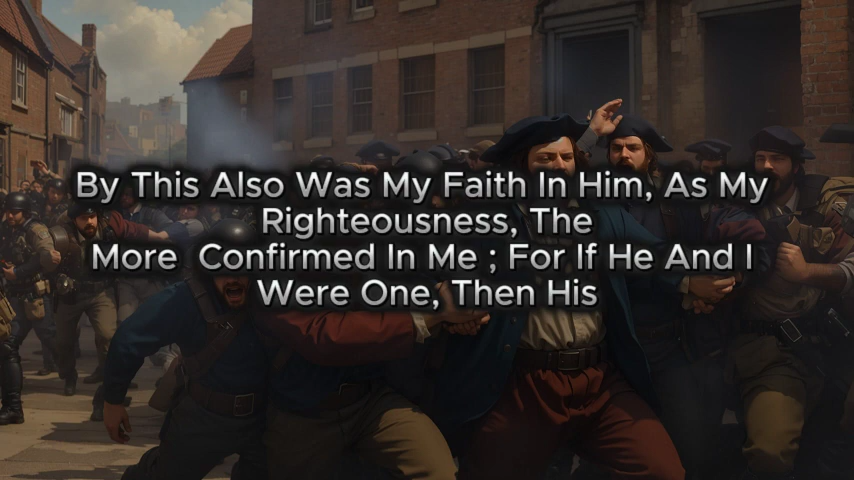 By This Also Was My Faith In Him, As My
Righteousness, The
More  Confirmed In Me ; For If He And I
Were One, Then His